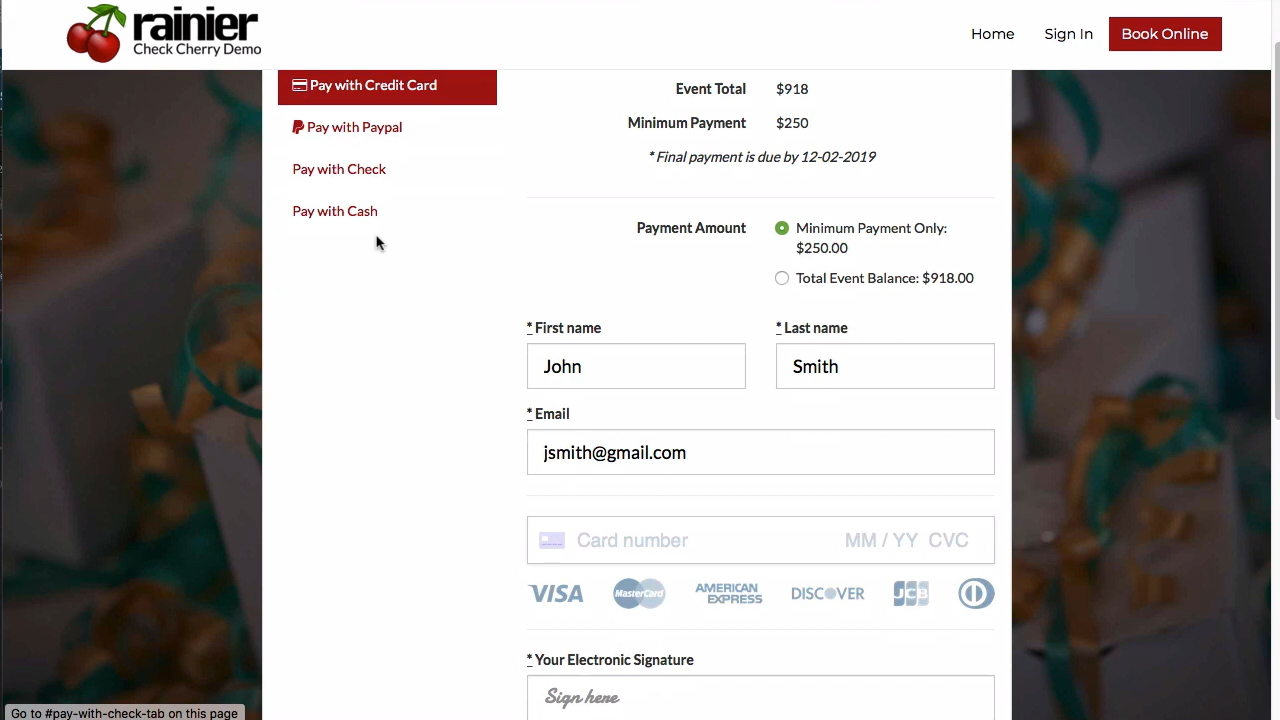 rainier
Check Cherry Demo
Home
Sign In
Book Online
Pay with Credit Card
Pay with Paypal
Pay with Check
Pay with Cash
Event Total $918
Minimum Payment $250
* Final payment is due by 12-02-2019
Payment Amount
Minimum Payment Only:
$250.00
Total Event Balance: $918.00
* First name
* Last name
John
Smith
* Email
jsmith@gmail.com
Card number MM / YY CVC
VISA
MasterCard
AMERICAN
EXPRESS
DISCOVER
JCB
* Your Electronic Signature
Sign here
Go to #pay-with-check-tab on this page